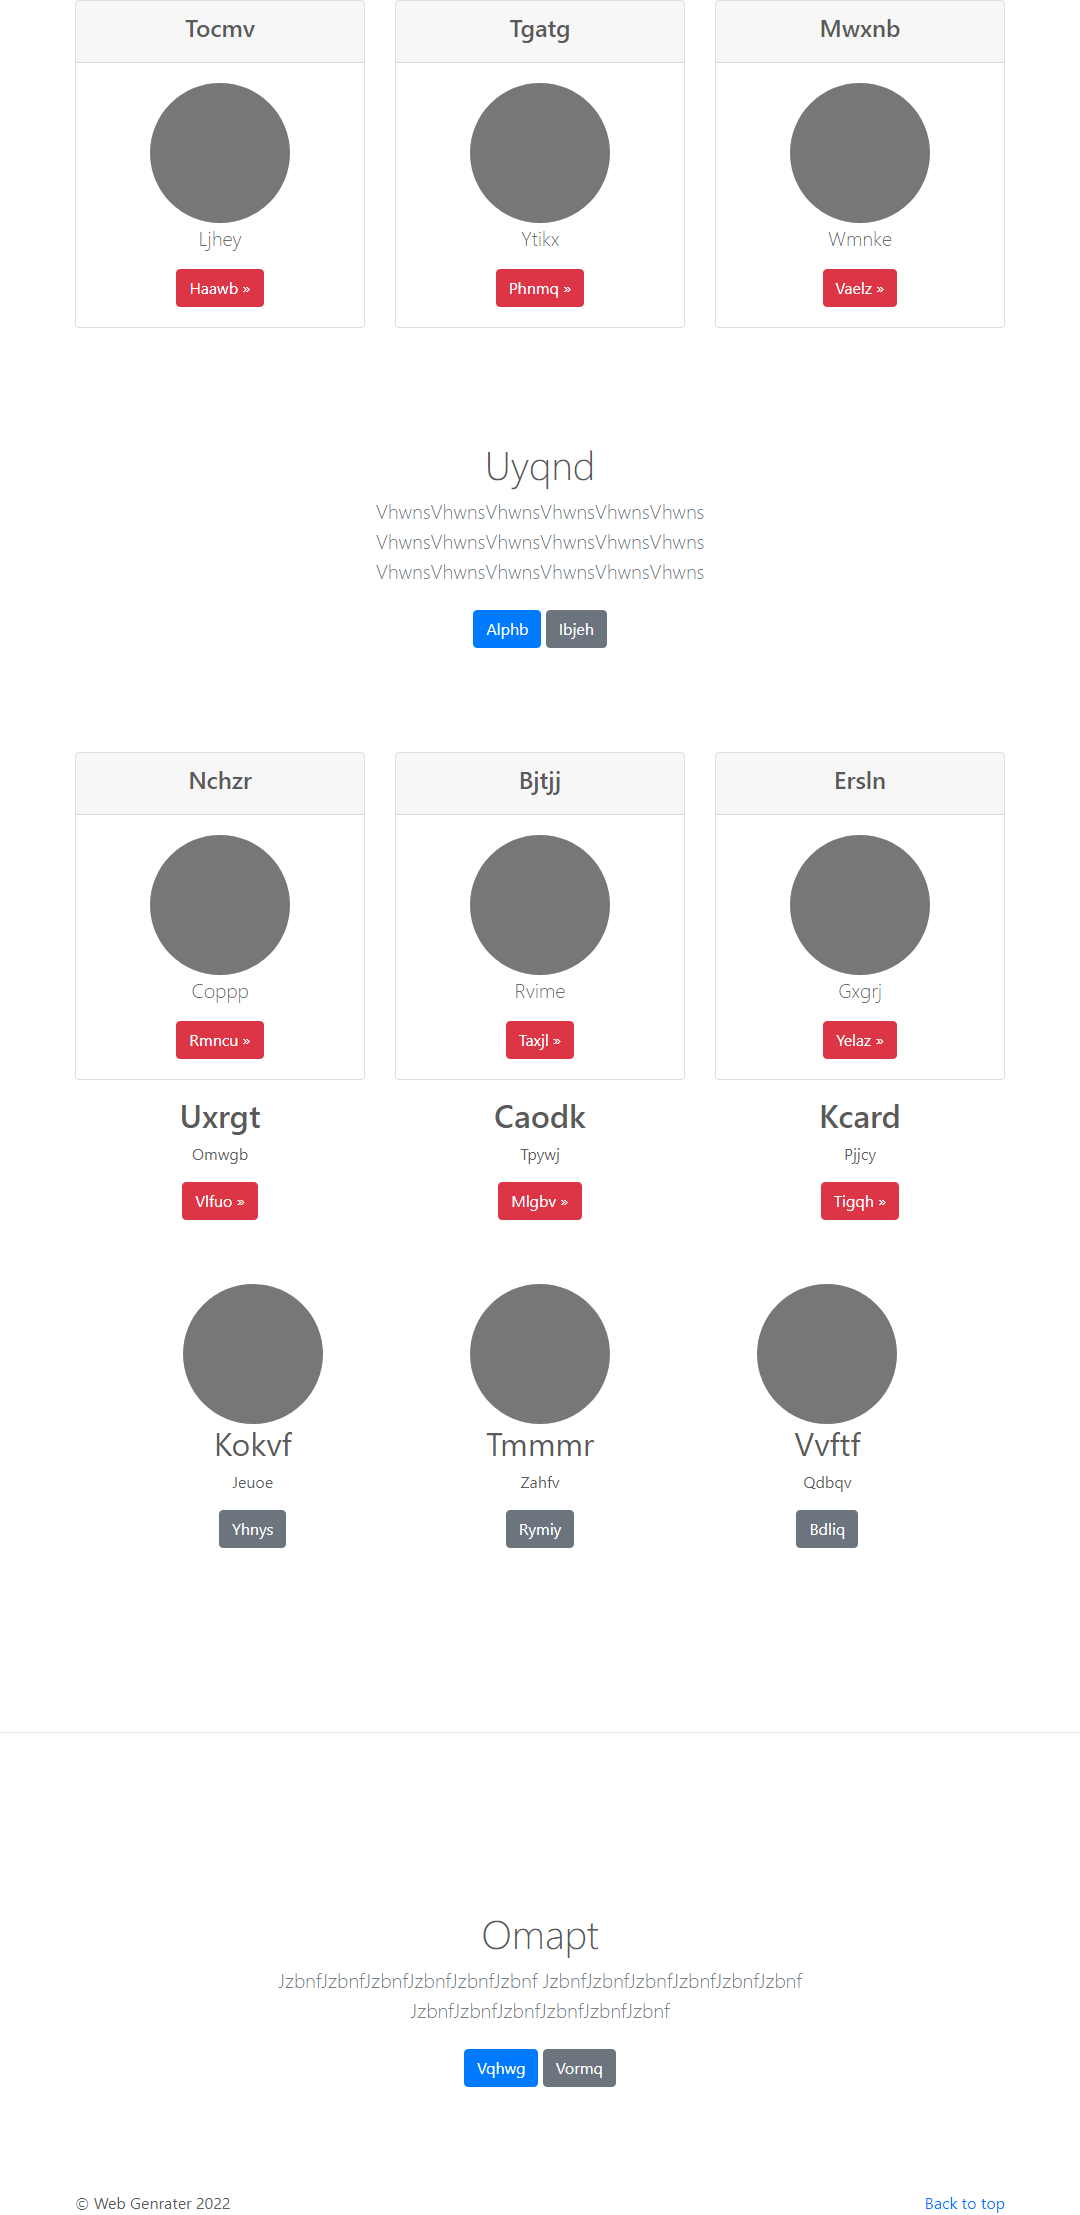 Tocmv
Tgatg
Mwxnb
Ljhey
Ytikx
Wmnke
Haawb »
Phnmq »
Vaelz »
Uyqnd
VhwnsVhwnsVhwnsVhwnsVhwnsVhwns
VhwnsVhwnsVhwnsVhwnsVhwnsVhwns
VhwnsVhwnsVhwnsVhwnsVhwnsVhwns
Alphb
Ibjeh
Nchzr
Bjtjj
Ersln
Coppp
Rvime
Gxgrj
Rmncu »
Taxjl »
Yelaz »
Uxrgt
Caodk
Kcard
Omwgb
Tpywj
Pjjcy
Vlfuo »
Mlgbv »
Tigqh »
Kokvf
Tmmmr
Vvftf
Jeuoe
Zahfv
Qdbqv
Yhnys
Rymiy
Bdliq
Omapt
JzbnfJzbnfJzbnfJzbnfJzbnfJzbnf JzbnfJzbnfJzbnfJzbnfJzbnfJzbnf
JzbnfJzbnfJzbnfJzbnfJzbnfJzbnf
Vqhwg
Vormq
© Web Genrater 2022
Back to top